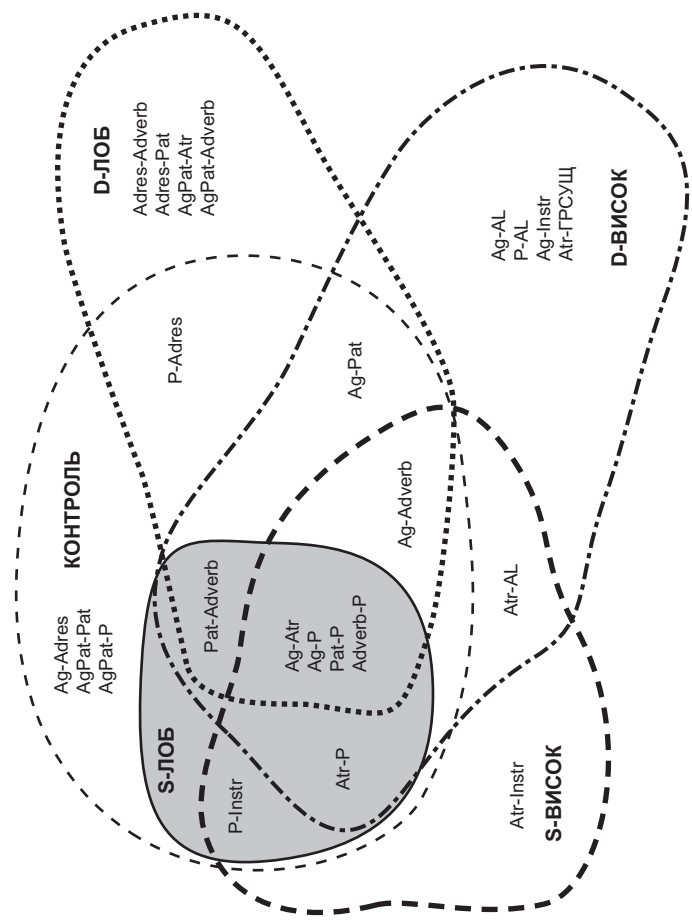 D-ЛОБ
Adres-Adverb
Adres-Pat
AgPat-Atr
AgPat-Adverb
P-Adres
КОНТРОЛЬ
Ag-Adres
AgPat-Pat
AgPat-P
Ag-AL
P-AL
Ag-Instr
Atr-ГРСУЩ
D-ВИСОК
Ag-Pat
Ag-Adverb
Pat-Adverb
Ag-Atr
Ag-P
Pat-P
Adverb-P
S-ЛОБ
P-Instr
Atr-P
Atr-AL
Atr-Instr
S-ВИСОК